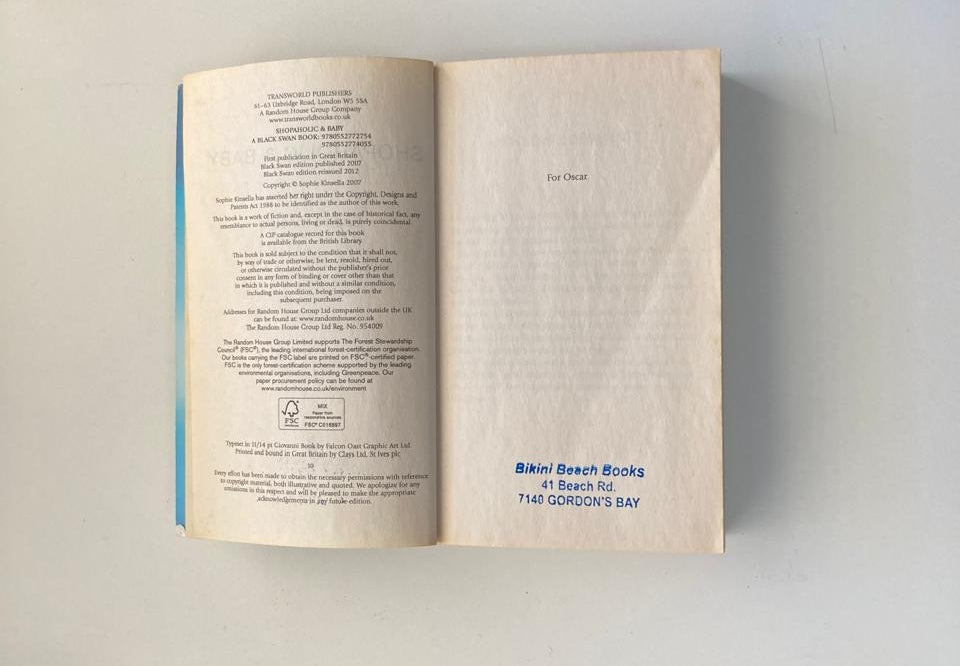 TRANSWORLD PUBLISHERS
61–63 Uxbridge Road, London W5 5SA
A Random House Group Company
www.transworldbooks.co.uk
SHOPAHOLIC & BABY
A BLACK SWAN BOOK: 9780552772754
9780552774055
First publication in Great Britain
Black Swan edition published 2007
Black Swan edition reissued 2012
Copyright © Sophie Kinsella 2007
Sophie Kinsella has asserted her right under the Copyright, Designs and
Patents Act 1988 to be identified as the author of this work.
This book is a work of fiction and, except in the case of historical fact, any
resemblance to actual persons, living or dead, is purely coincidental.
A CIP catalogue record for this book
is available from the British Library.
This book is sold subject to the condition that it shall not,
by way of trade or otherwise, be lent, resold, hired out,
or otherwise circulated without the publisher's prior
consent in any form of binding or cover other than that
in which it is published and without a similar condition,
including this condition, being imposed on the
subsequent purchaser.
Addresses for Random House Group Ltd companies outside the UK
can be found at: www.randomhouse.co.uk
The Random House Group Ltd Reg. No. 954009
The Random House Group Limited supports The Forest Stewardship
Council® (FSC®), the leading international forest-certification organisation.
Our books carrying the FSC label are printed on FSC®-certified paper.
FSC is the only forest-certification scheme supported by the leading
environmental organisations, including Greenpeace. Our
paper procurement policy can be found at
www.randomhouse.co.uk/environment
FSC
MIX
Paper from
responsible sources
FSC® C016897
Typeset in 11/14 pt Giovanni Book by Falcon Oast Graphic Art Ltd.
Printed and bound in Great Britain by Clays Ltd, St Ives plc
10
Every effort has been made to obtain the necessary permissions with reference
to copyright material, both illustrative and quoted. We apologize for any
omissions in this respect and will be pleased to make the appropriate
acknowledgements in any future edition.
For Oscar
Bikini Beach Books
41 Beach Rd.
7140 GORDON'S BAY